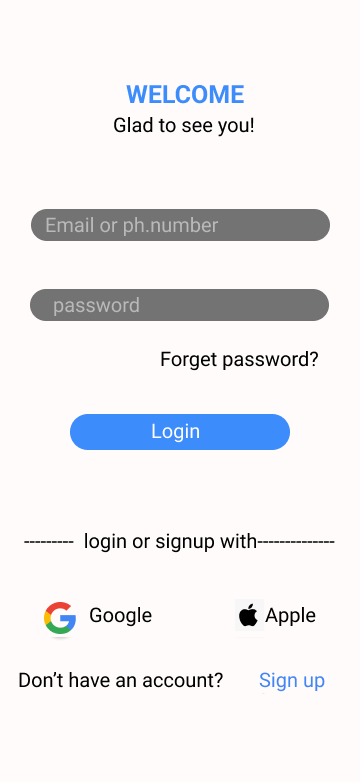 WELCOME
Glad to see you!
Email or ph.number
password
Forget password?
Login
--------- login or signup with--------------
Google Apple
Don’t have an account? Sign up